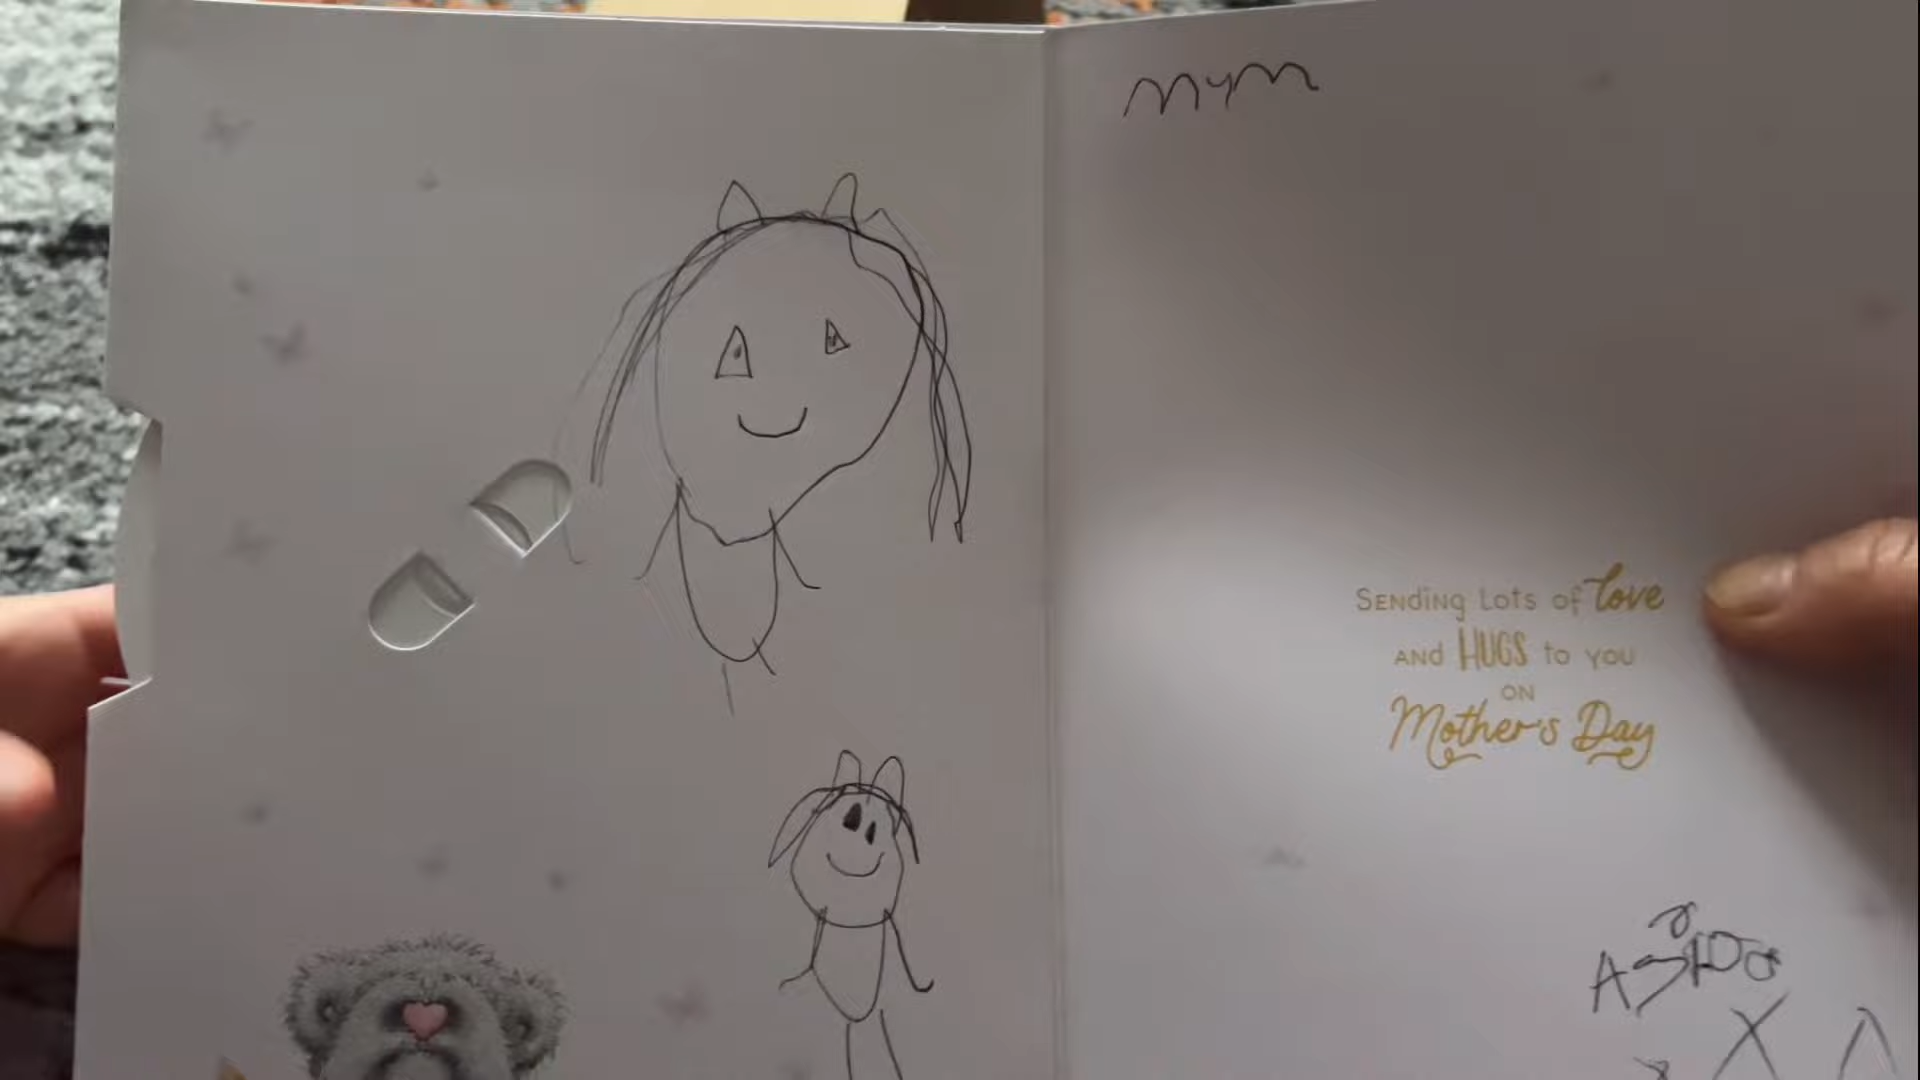 mym
Sending Lots of Love
and HUGS to you
on
Mother's Day
X